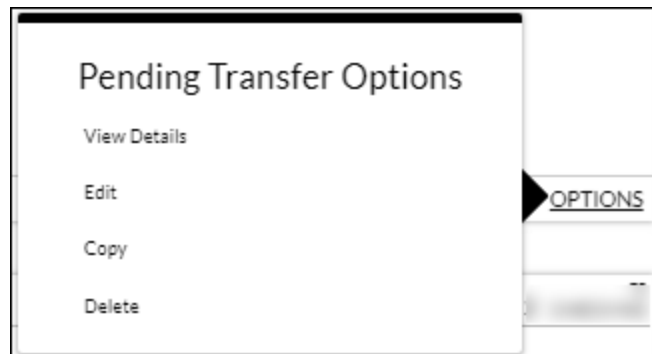 Pending Transfer Options
View Details
Edit
OPTIONS
Copy
Delete
--